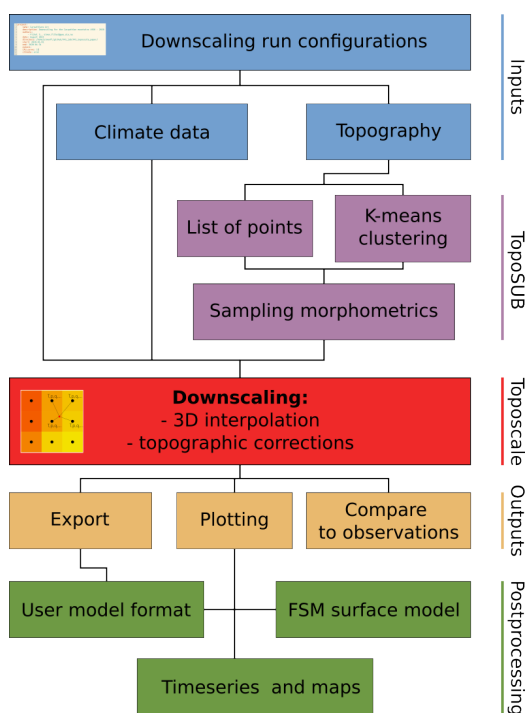 Downscaling run configurations
Inputs
Climate data
Topography
List of points
K-means
clustering
TopoSUB
Sampling morphometrics
Downscaling:
- 3D interpolation
- topographic corrections
Toposcale
Export
Plotting
Compare
to observations
Outputs
User model format
FSM surface model
Postprocessing
Timeseries and maps